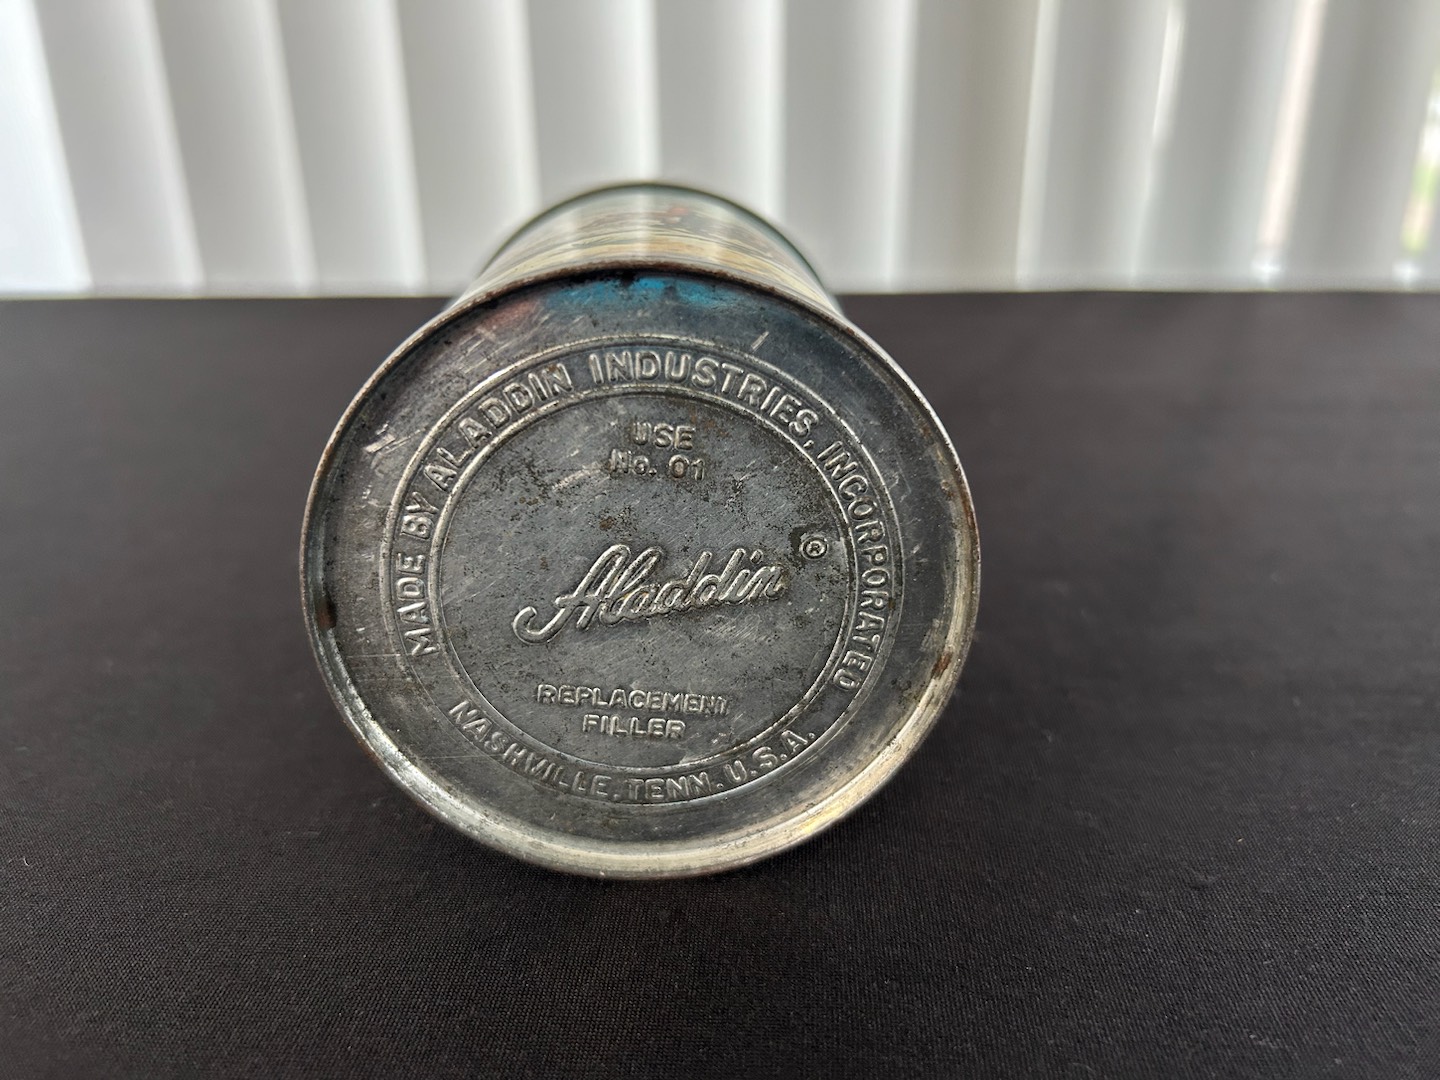 MADE BY ALADDIN INDUSTRIES, INCORPORATED
USE
No. 01
Aladdin®
REPLACEMENT
FILLER
NASHVILLE, TENN. U.S.A.